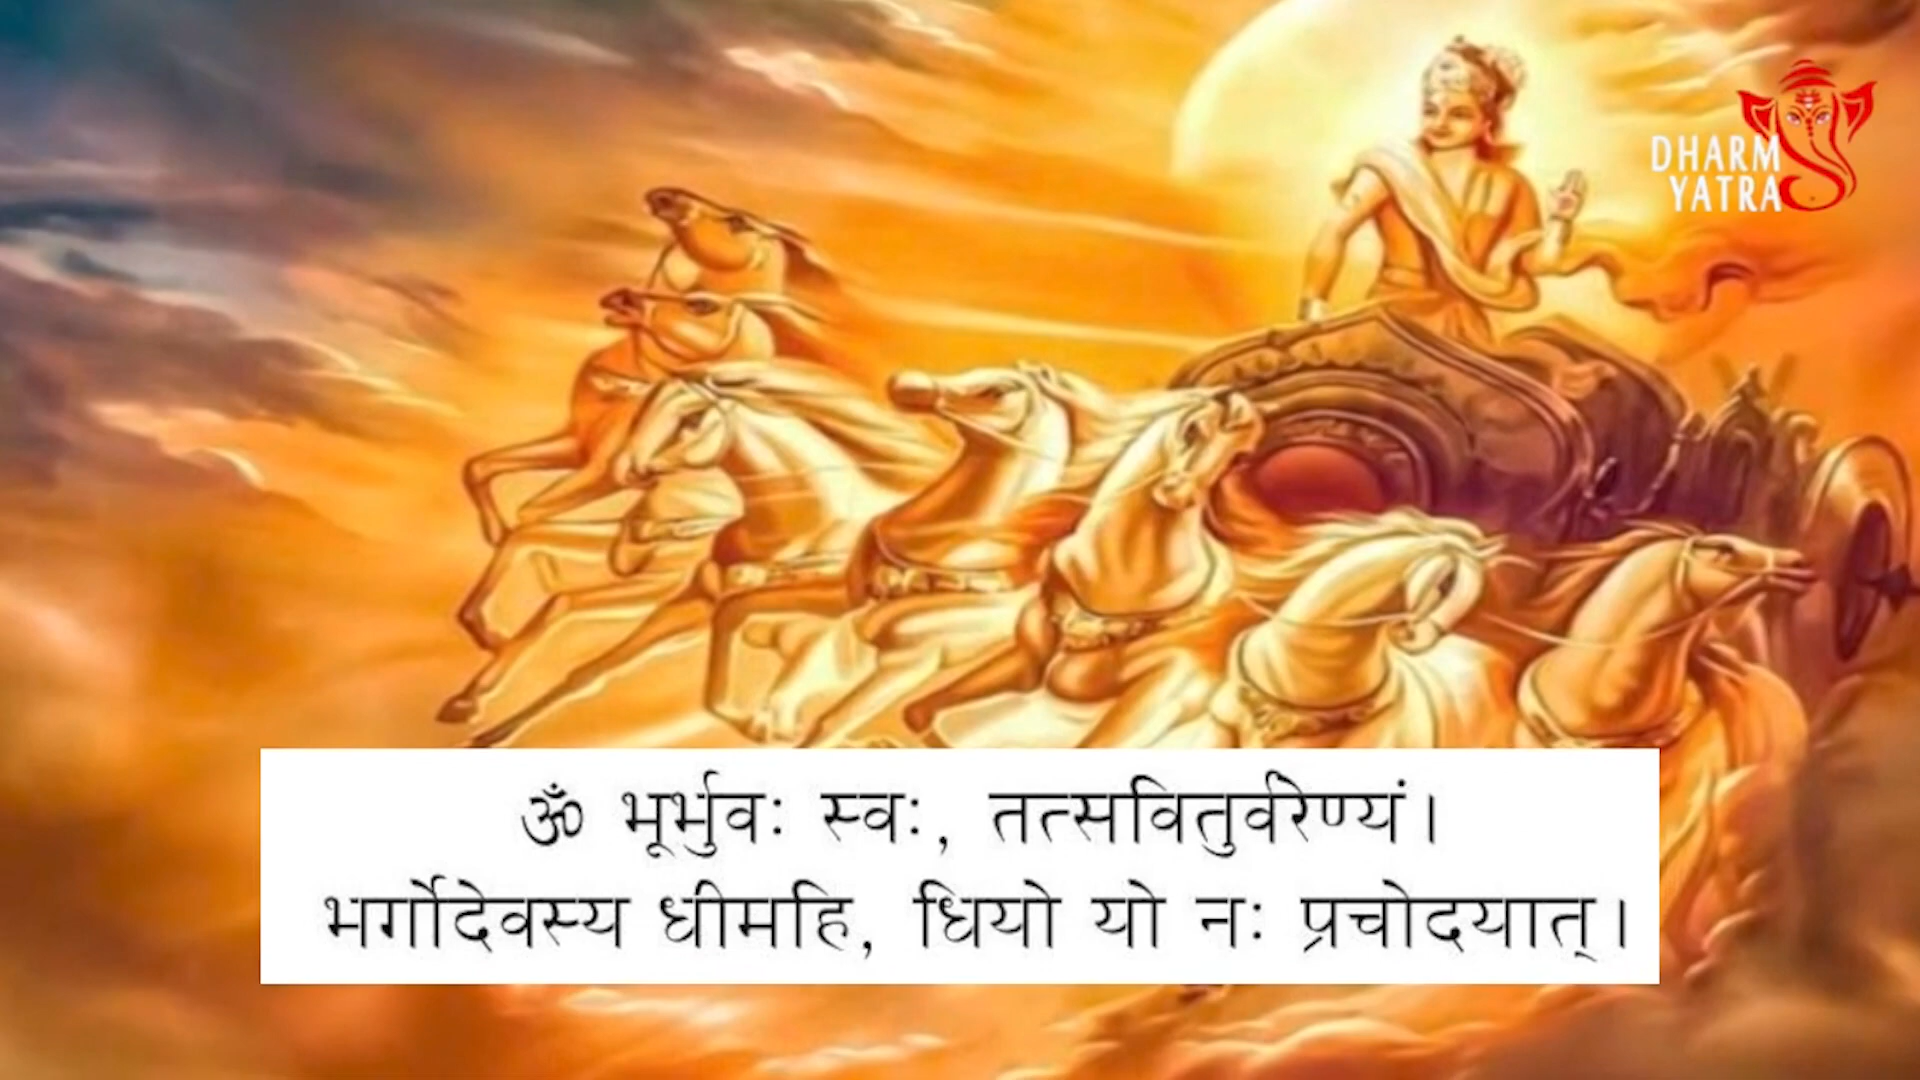 DHARM
YATRA
ॐ भूर्भुवः स्वः, तत्सवितुर्वरेण्यं।
भर्गोदेवस्य धीमहि, धियो यो नः प्रचोदयात्।